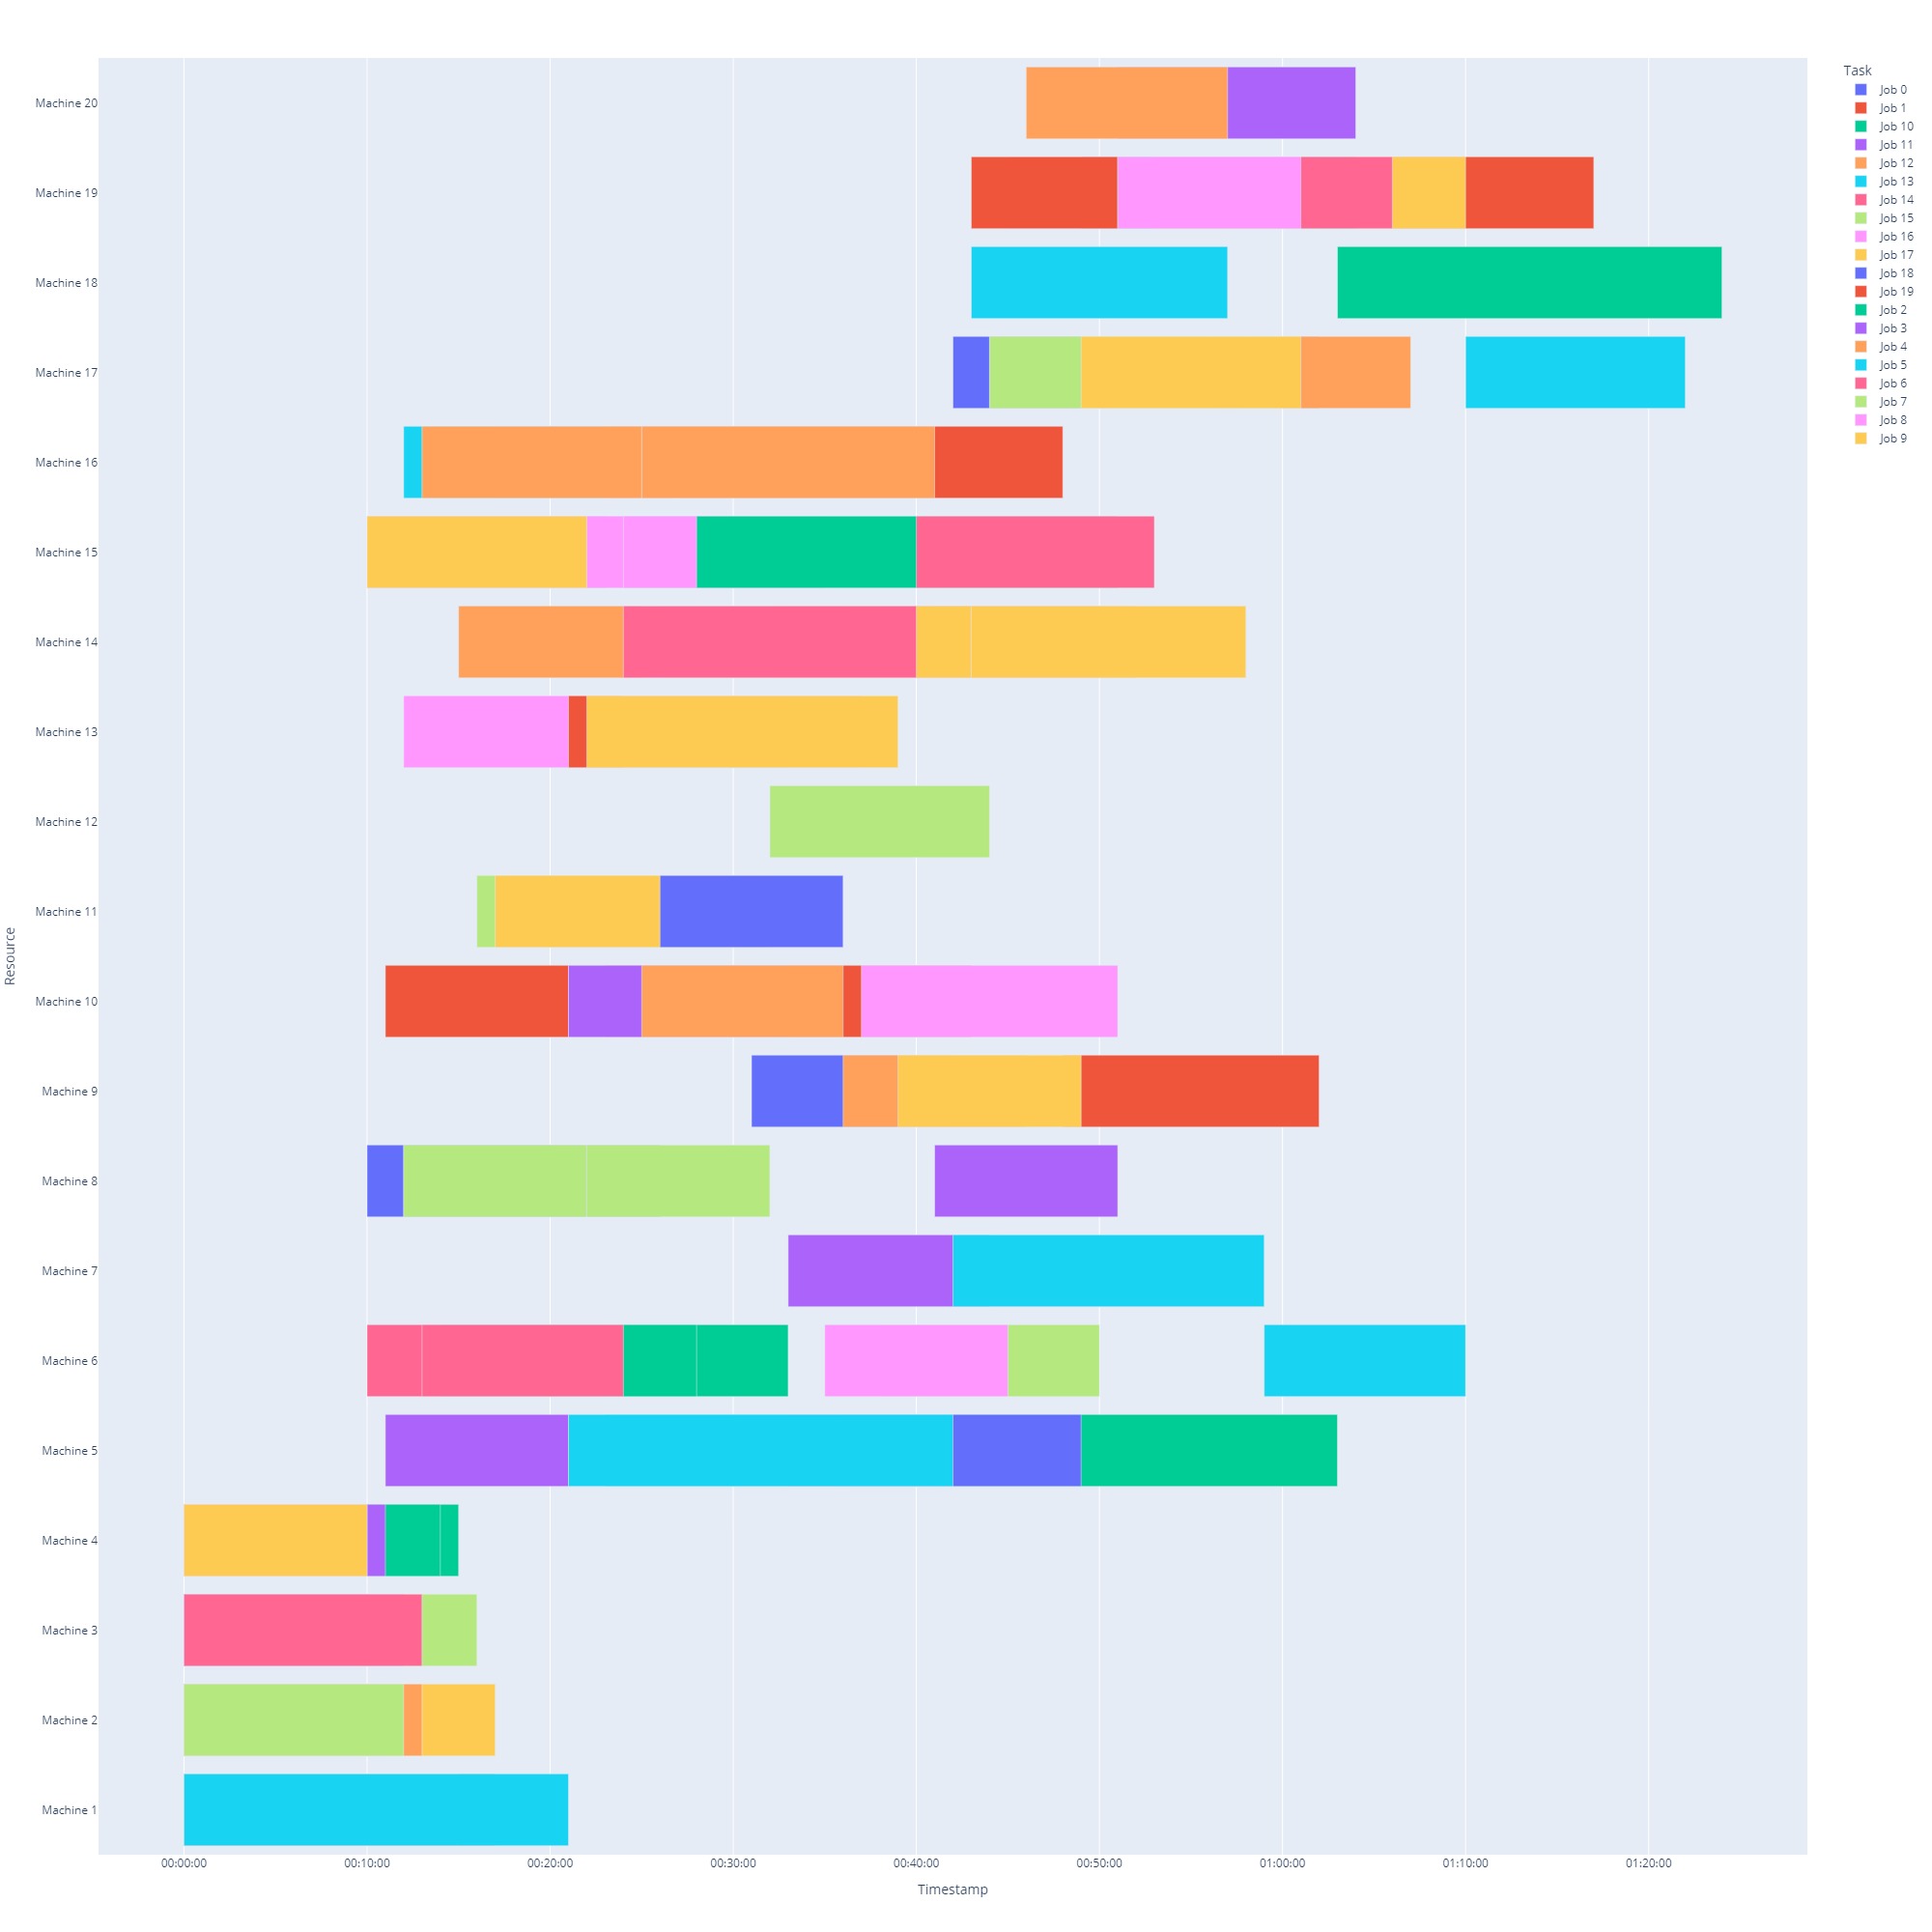 Task
Job 0
Job 1
Job 10
Job 11
Job 12
Job 13
Job 14
Job 15
Job 16
Job 17
Job 18
Job 19
Job 2
Job 3
Job 4
Job 5
Job 6
Job 7
Job 8
Job 9
Machine 20
Machine 19
Machine 18
Machine 17
Machine 16
Machine 15
Machine 14
Machine 13
Machine 12
Machine 11
Machine 10
Machine 9
Machine 8
Machine 7
Machine 6
Machine 5
Machine 4
Machine 3
Machine 2
Machine 1
Resource
00:00:00 00:10:00 00:20:00 00:30:00 00:40:00 00:50:00 01:00:00 01:10:00 01:20:00
Timestamp